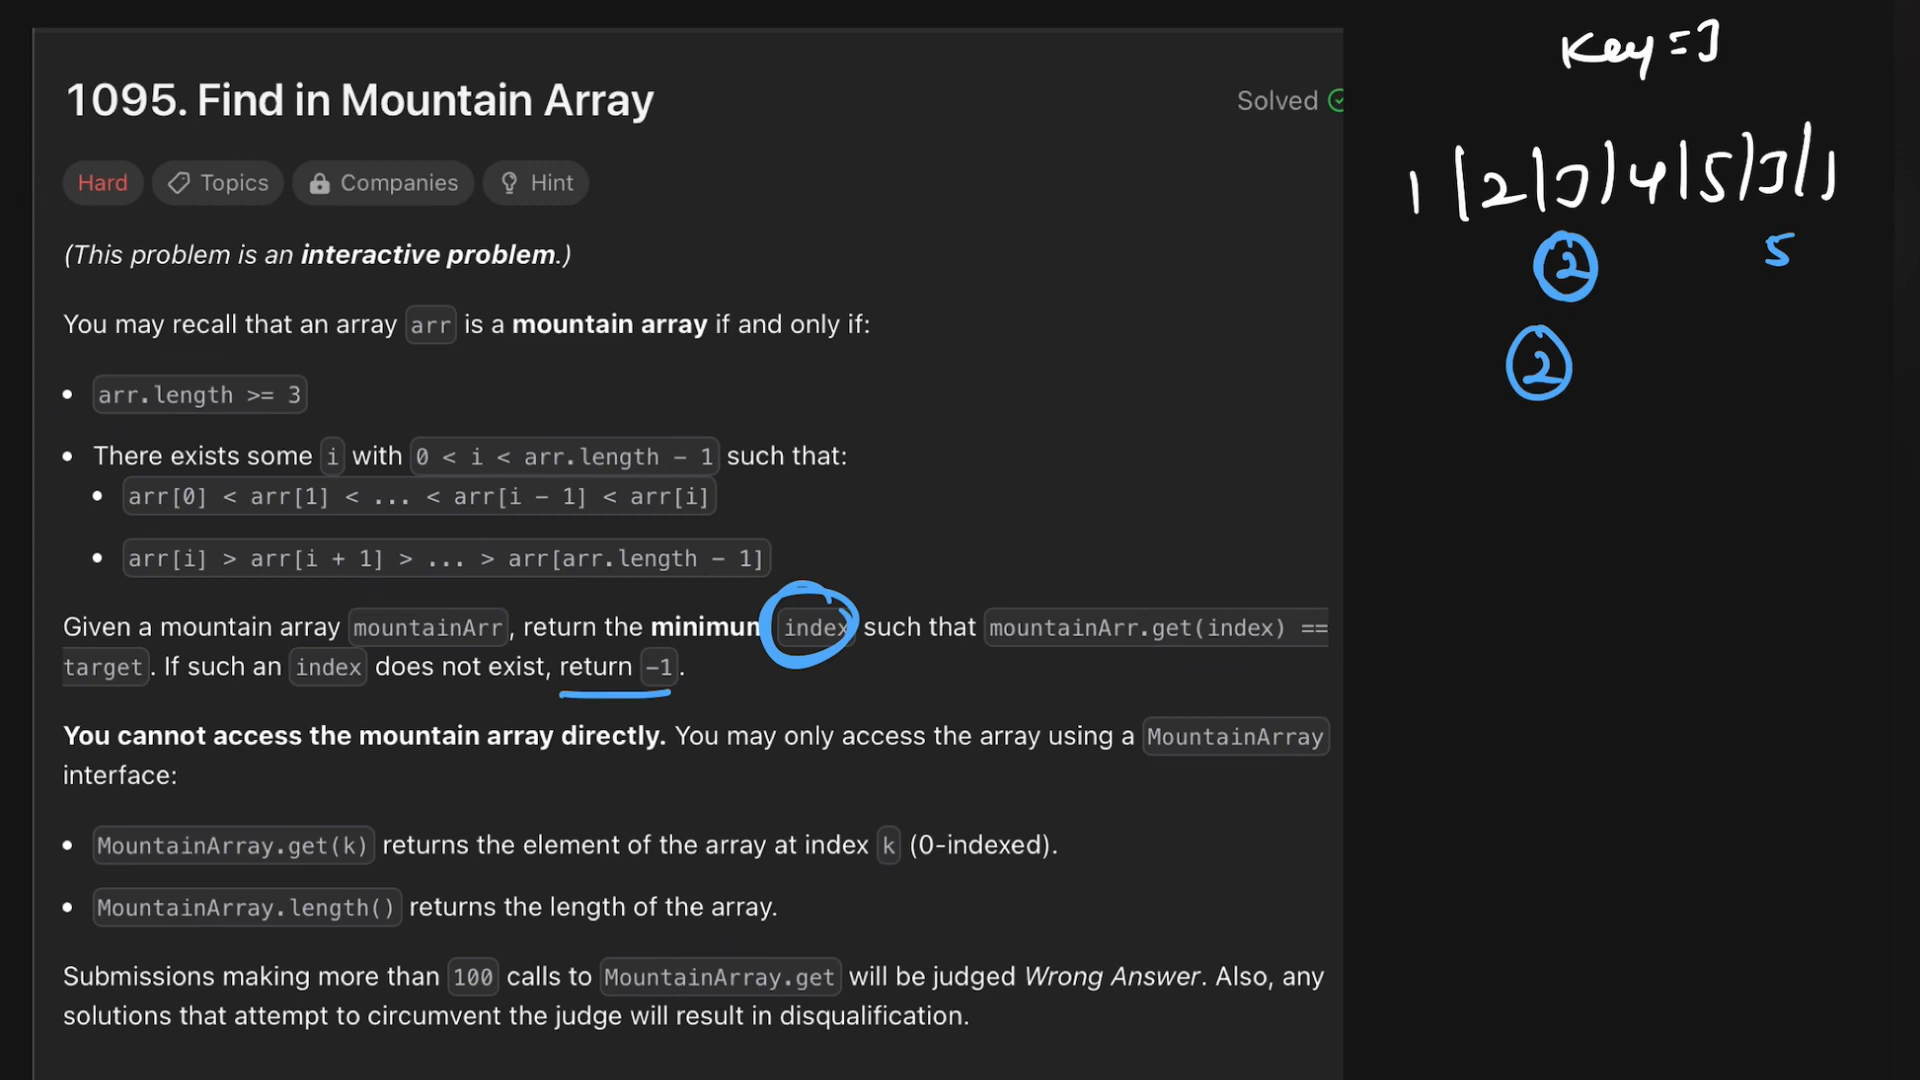 1095. Find in Mountain Array
Solved
Hard Topics Companies Hint
(This problem is an interactive problem.)
You may recall that an array arr is a mountain array if and only if:
• arr.length >= 3
• There exists some i with 0 < i < arr.length - 1 such that:
• arr[0] < arr[1] < ... < arr[i - 1] < arr[i]
• arr[i] > arr[i + 1] > ... > arr[arr.length - 1]
Given a mountain array mountainArr, return the minimum index such that mountainArr.get(index) ==
target. If such an index does not exist, return -1.
You cannot access the mountain array directly. You may only access the array using a MountainArray
interface:
• MountainArray.get(k) returns the element of the array at index k (0-indexed).
• MountainArray.length() returns the length of the array.
Submissions making more than 100 calls to MountainArray.get will be judged Wrong Answer. Also, any
solutions that attempt to circumvent the judge will result in disqualification.
Key=3
1|2|3|4|5|3|1
2 5
2